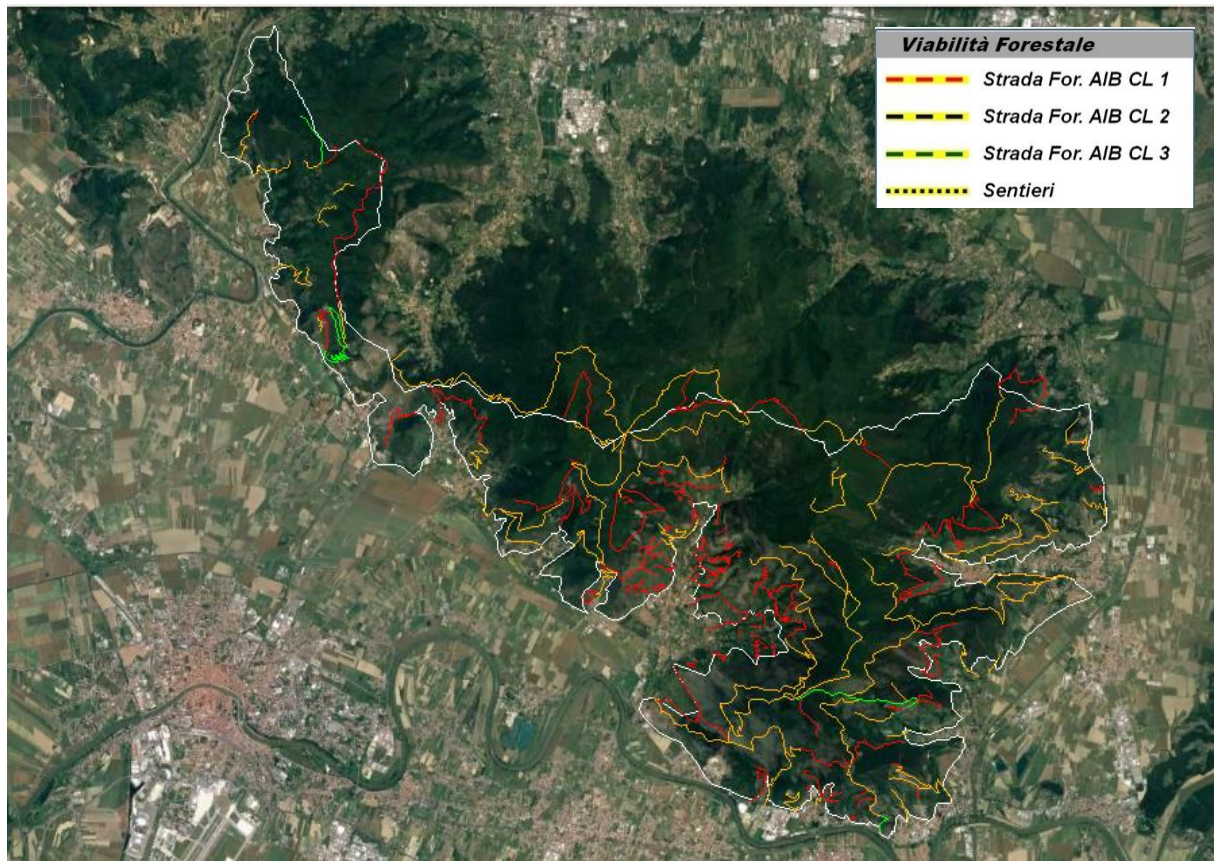 Viabilità Forestale
Strada For. AIB CL 1
Strada For. AIB CL 2
Strada For. AIB CL 3
Sentieri